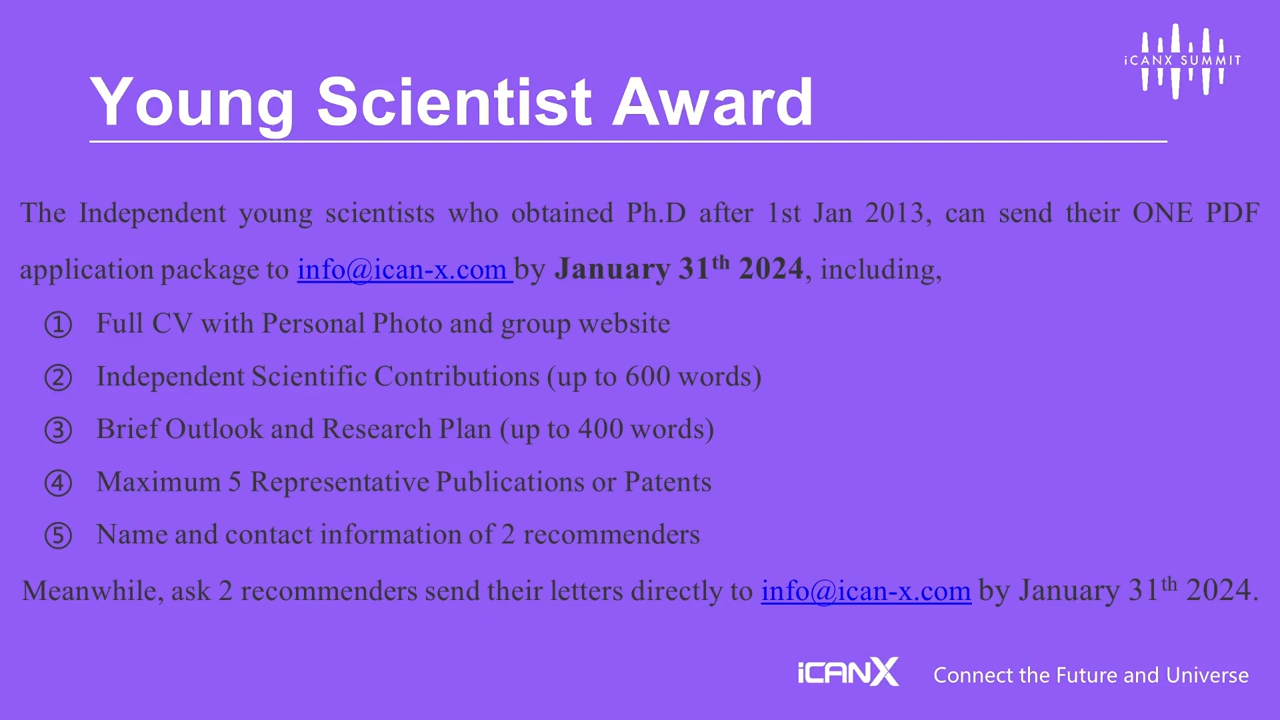 iCANX SUMMIT
Young Scientist Award
The Independent young scientists who obtained Ph.D after 1st Jan 2013, can send their ONE PDF
application package to info@ican-x.com by January 31th 2024, including,
① Full CV with Personal Photo and group website
② Independent Scientific Contributions (up to 600 words)
③ Brief Outlook and Research Plan (up to 400 words)
④ Maximum 5 Representative Publications or Patents
⑤ Name and contact information of 2 recommenders
Meanwhile, ask 2 recommenders send their letters directly to info@ican-x.com by January 31th 2024.
iCANX Connect the Future and Universe